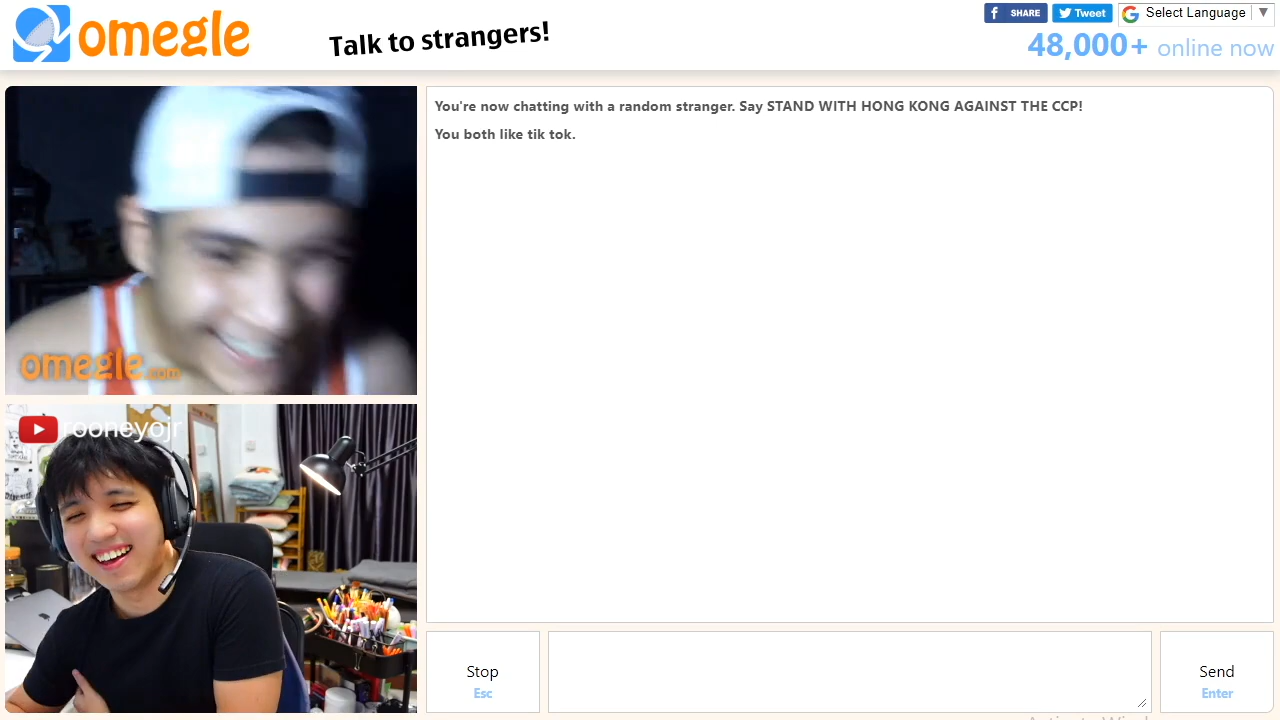 omegle
Talk to strangers!
f SHARE
Tweet
G Select Language ▼
48,000+ online now
You're now chatting with a random stranger. Say STAND WITH HONG KONG AGAINST THE CCP!
You both like tik tok.
omegle.com
rooneyojr
Stop
Esc
Send
Enter